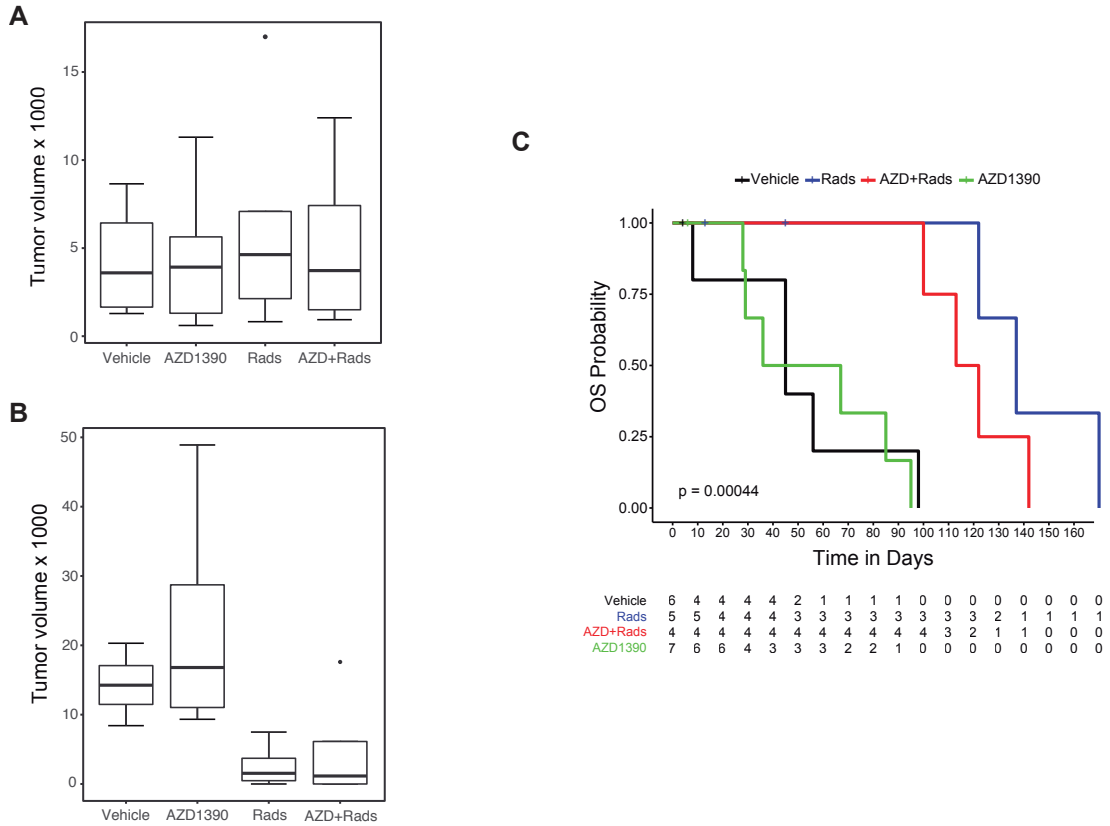 A
Tumor volume x 1000
15
10
5
0
Vehicle AZD1390 Rads AZD+Rads
B
Tumor volume x 1000
50
40
30
20
10
0
Vehicle AZD1390 Rads AZD+Rads
C
Vehicle Rads AZD+Rads AZD1390
OS Probability
1.00
0.75
0.50
0.25
0.00
p = 0.00044
0 10 20 30 40 50 60 70 80 90 100 110 120 130 140 150 160
Time in Days
Vehicle 6 4 4 4 4 2 1 1 1 1 0 0 0 0 0 0 0 0
Rads 5 5 4 4 4 3 3 3 3 3 3 3 3 2 1 1 1 1
AZD+Rads 4 4 4 4 4 4 4 4 4 4 4 3 2 1 1 0 0 0
AZD1390 7 6 6 4 3 3 3 2 2 1 0 0 0 0 0 0 0 0